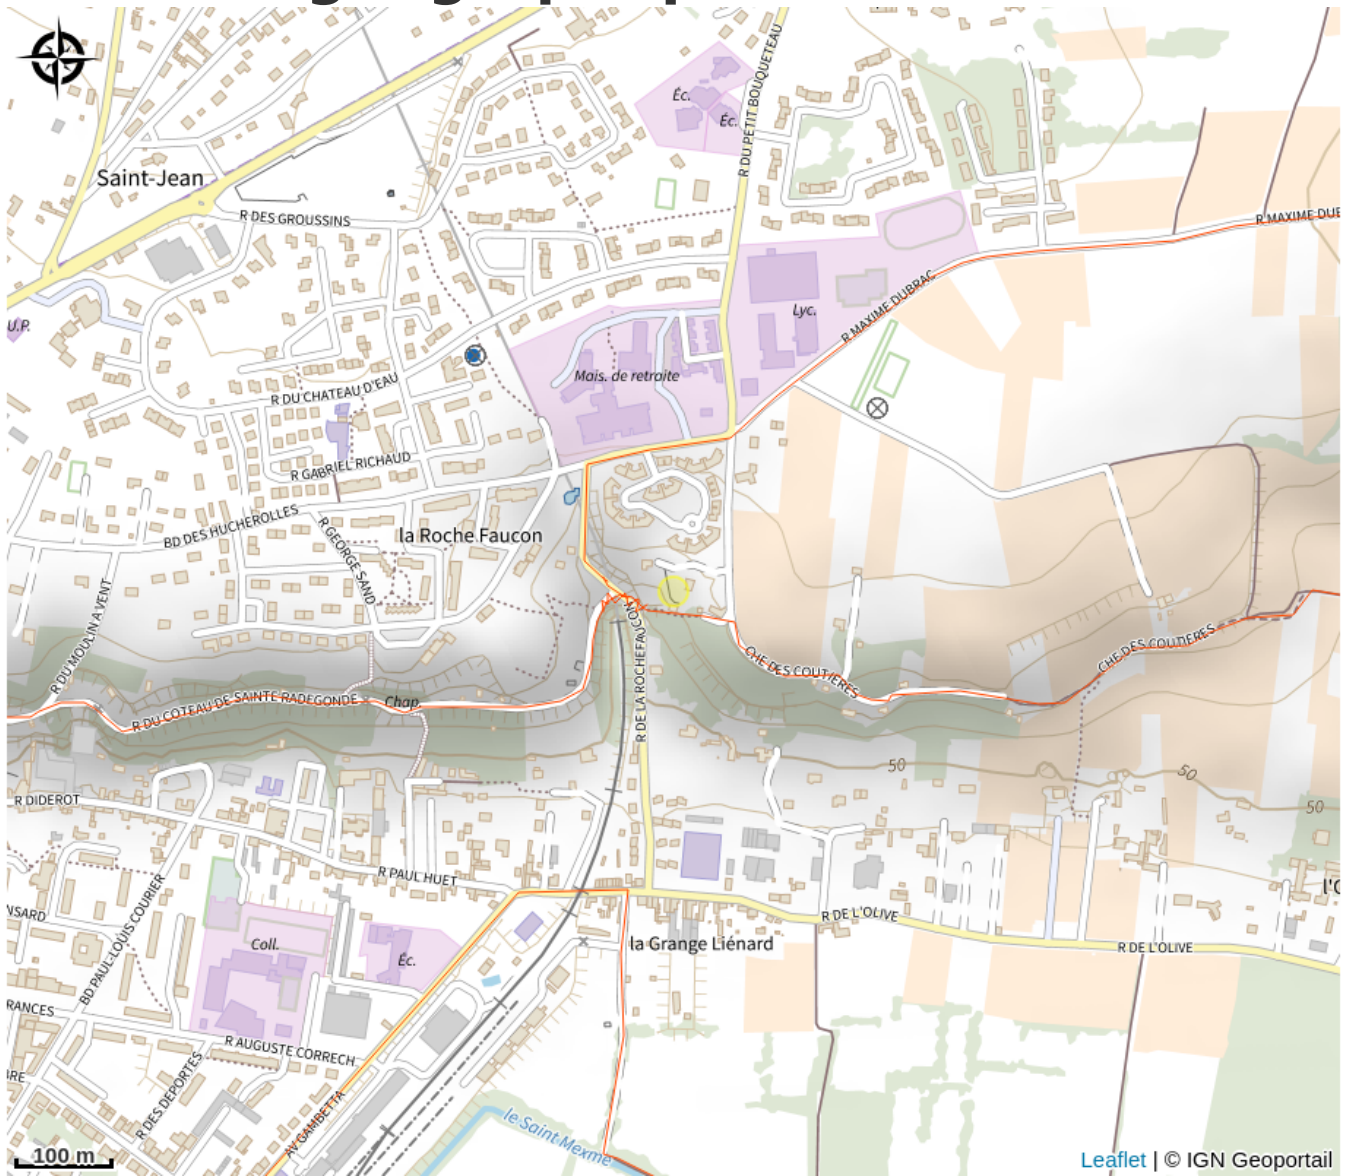 Éc.
Éc.
R DU PETIT BOUQUETEAU
Saint-Jean
R DES GROUSSINS
R MAXIME DUB
U.P.
Lyc.
R MAXIME DUBRAC
Mais. de retraite
R DU CHATEAU D'EAU
R GABRIEL RICHAUD
BD DES HUCHEROLLES
R GEORGE SAND
la Roche Faucon
R DU MOULIN A VENT
R DE LA ROCHEFAUCON
CHE DES COUTIERES
CHE DES COUTIERES
R DU COTEAU DE SAINTE RADEGONDE
Chap.
50
50
50
R DIDEROT
R PAUL HUET
BD PAUL-LOUIS COURIER
NSARD
Coll.
Éc.
la Grange Liénard
R DE L'OLIVE
R DE L'OLIVE
l'O
RANCES
R AUGUSTE CORRECH
BRE
R DES DEPORTES
AV GAMBETTA
le Saint Mexme
100 m
Leaflet | © IGN Geoportail